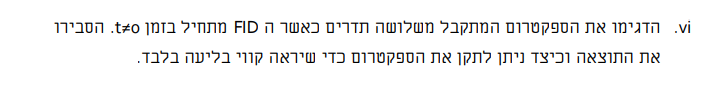 vi. הדגימו את הספקטרום המתקבל משלושה תדרים כאשר ה FID מתחיל בזמן t≠o. הסבירו
את התוצאה וכיצד ניתן לתקן את הספקטרום כדי שיראה קווי בליעה בלבד.